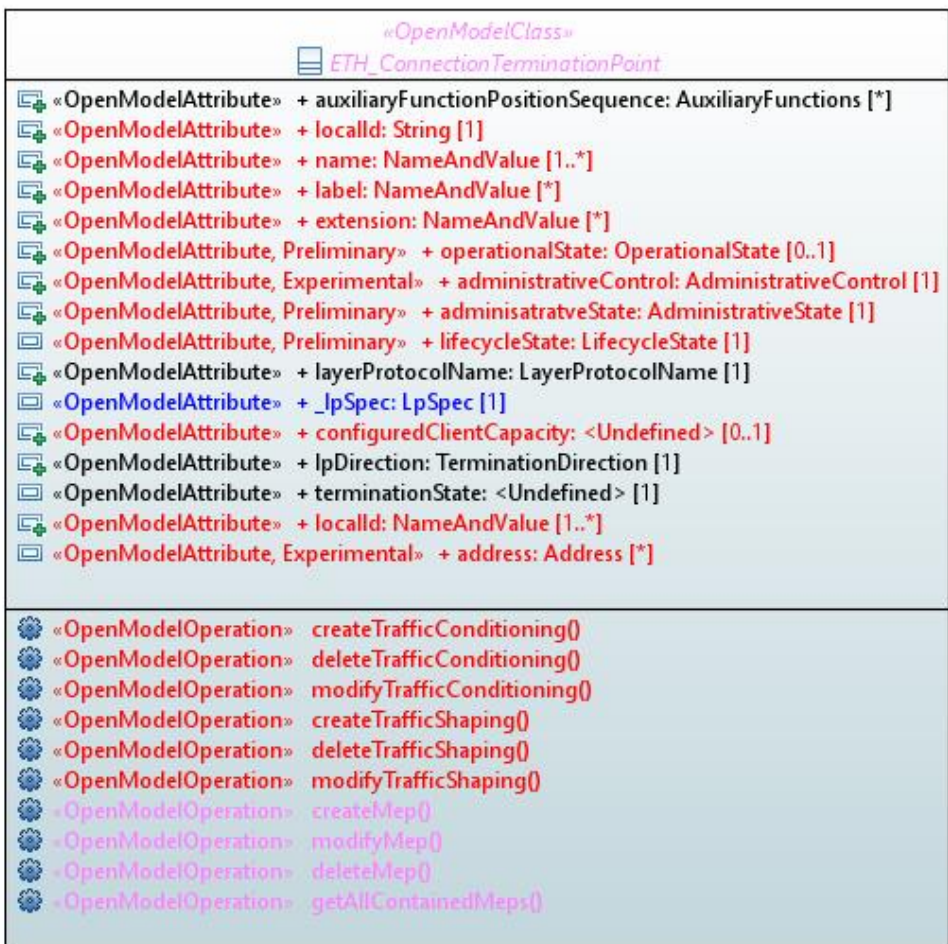 «OpenModelClass»
ETH_ConnectionTerminationPoint
«OpenModelAttribute» + auxiliaryFunctionPositionSequence: AuxiliaryFunctions [*]
«OpenModelAttribute» + localId: String [1]
«OpenModelAttribute» + name: NameAndValue [1..*]
«OpenModelAttribute» + label: NameAndValue [*]
«OpenModelAttribute» + extension: NameAndValue [*]
«OpenModelAttribute, Preliminary» + operationalState: OperationalState [0..1]
«OpenModelAttribute, Experimental» + administrativeControl: AdministrativeControl [1]
«OpenModelAttribute, Preliminary» + adminisatratveState: AdministrativeState [1]
«OpenModelAttribute, Preliminary» + lifecycleState: LifecycleState [1]
«OpenModelAttribute» + layerProtocolName: LayerProtocolName [1]
«OpenModelAttribute» + _lpSpec: LpSpec [1]
«OpenModelAttribute» + configuredClientCapacity: <Undefined> [0..1]
«OpenModelAttribute» + lpDirection: TerminationDirection [1]
«OpenModelAttribute» + terminationState: <Undefined> [1]
«OpenModelAttribute» + localId: NameAndValue [1..*]
«OpenModelAttribute, Experimental» + address: Address [*]
«OpenModelOperation» createTrafficConditioning()
«OpenModelOperation» deleteTrafficConditioning()
«OpenModelOperation» modifyTrafficConditioning()
«OpenModelOperation» createTrafficShaping()
«OpenModelOperation» deleteTrafficShaping()
«OpenModelOperation» modifyTrafficShaping()
«OpenModelOperation» createMep()
«OpenModelOperation» modifyMep()
«OpenModelOperation» deleteMep()
«OpenModelOperation» getAllContainedMeps()